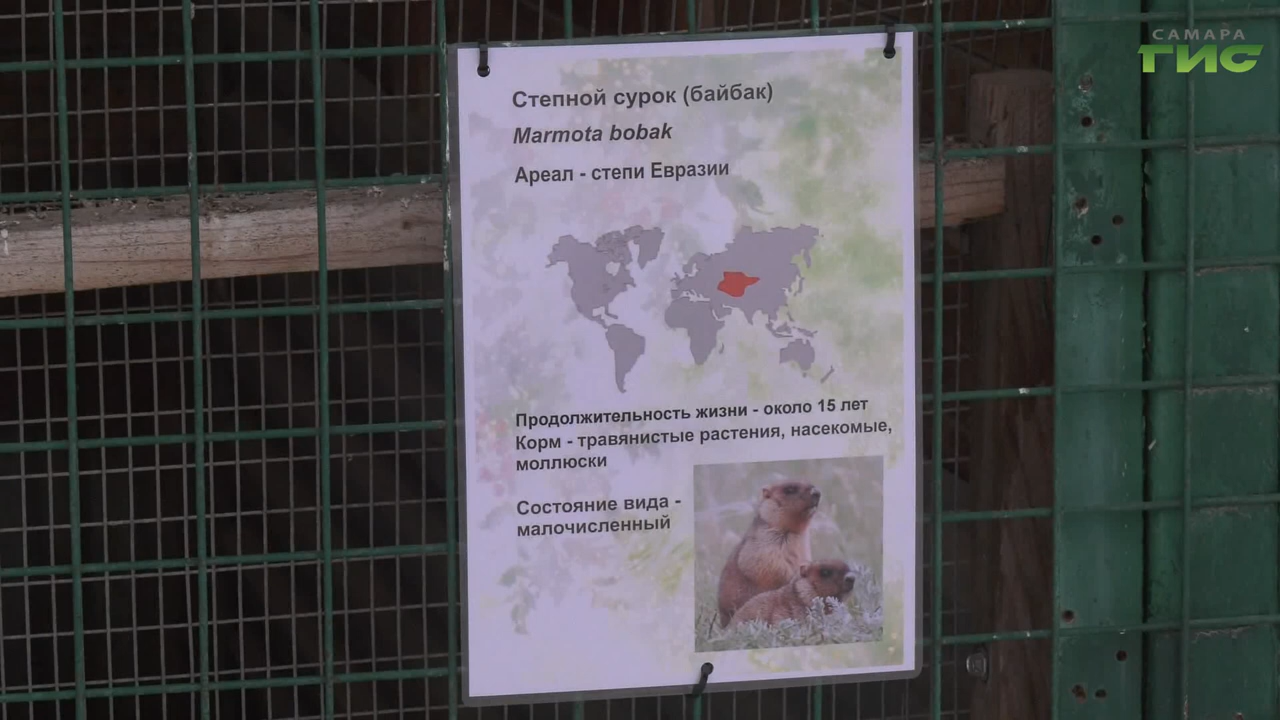 САМАРА
ГИС
Степной сурок (байбак)
Marmota bobak
Ареал - степи Евразии
Продолжительность жизни - около 15 лет
Корм - травянистые растения, насекомые,
моллюски
Состояние вида -
малочисленный